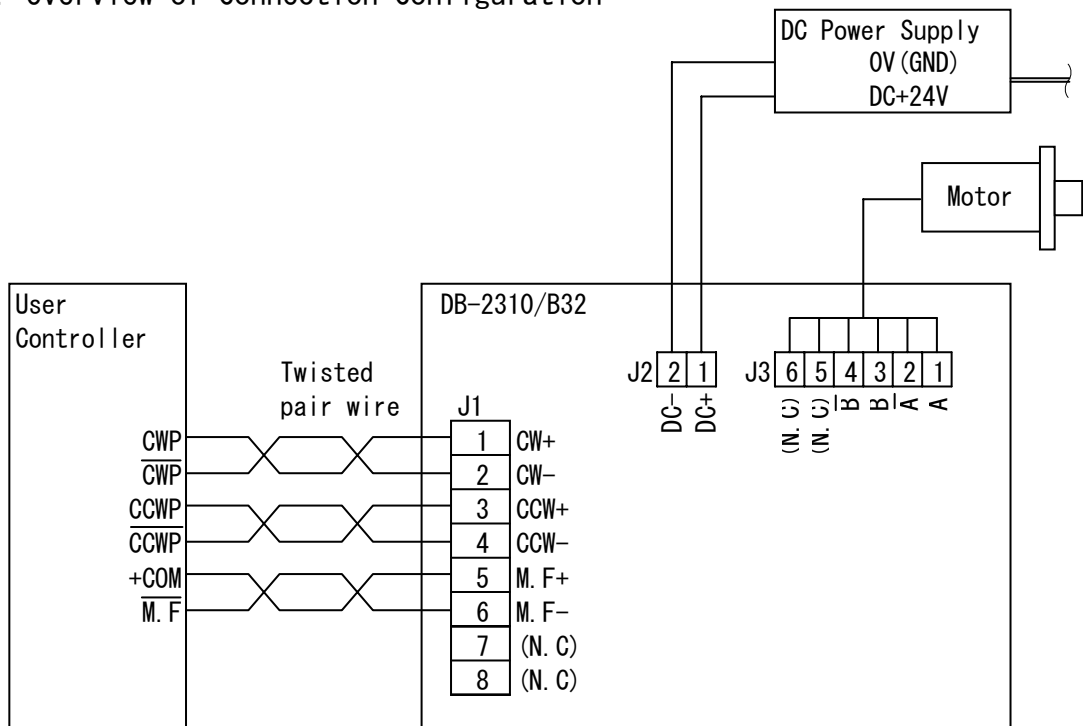 Overview of Connection Configuration
DC Power Supply
0V(GND)
DC+24V
Motor
User
Controller
DB-2310/B32
Twisted
pair wire
J2 2 1
DC-
DC+
J3 6 5 4 3 2 1
(N.C)
(N.C)
B̅
B
A̅
A
J1
CWP 1 CW+
C̅W̅P̅ 2 CW-
CCWP 3 CCW+
C̅C̅W̅P̅ 4 CCW-
+COM 5 M.F+
M̅.̅F̅ 6 M.F-
7 (N.C)
8 (N.C)